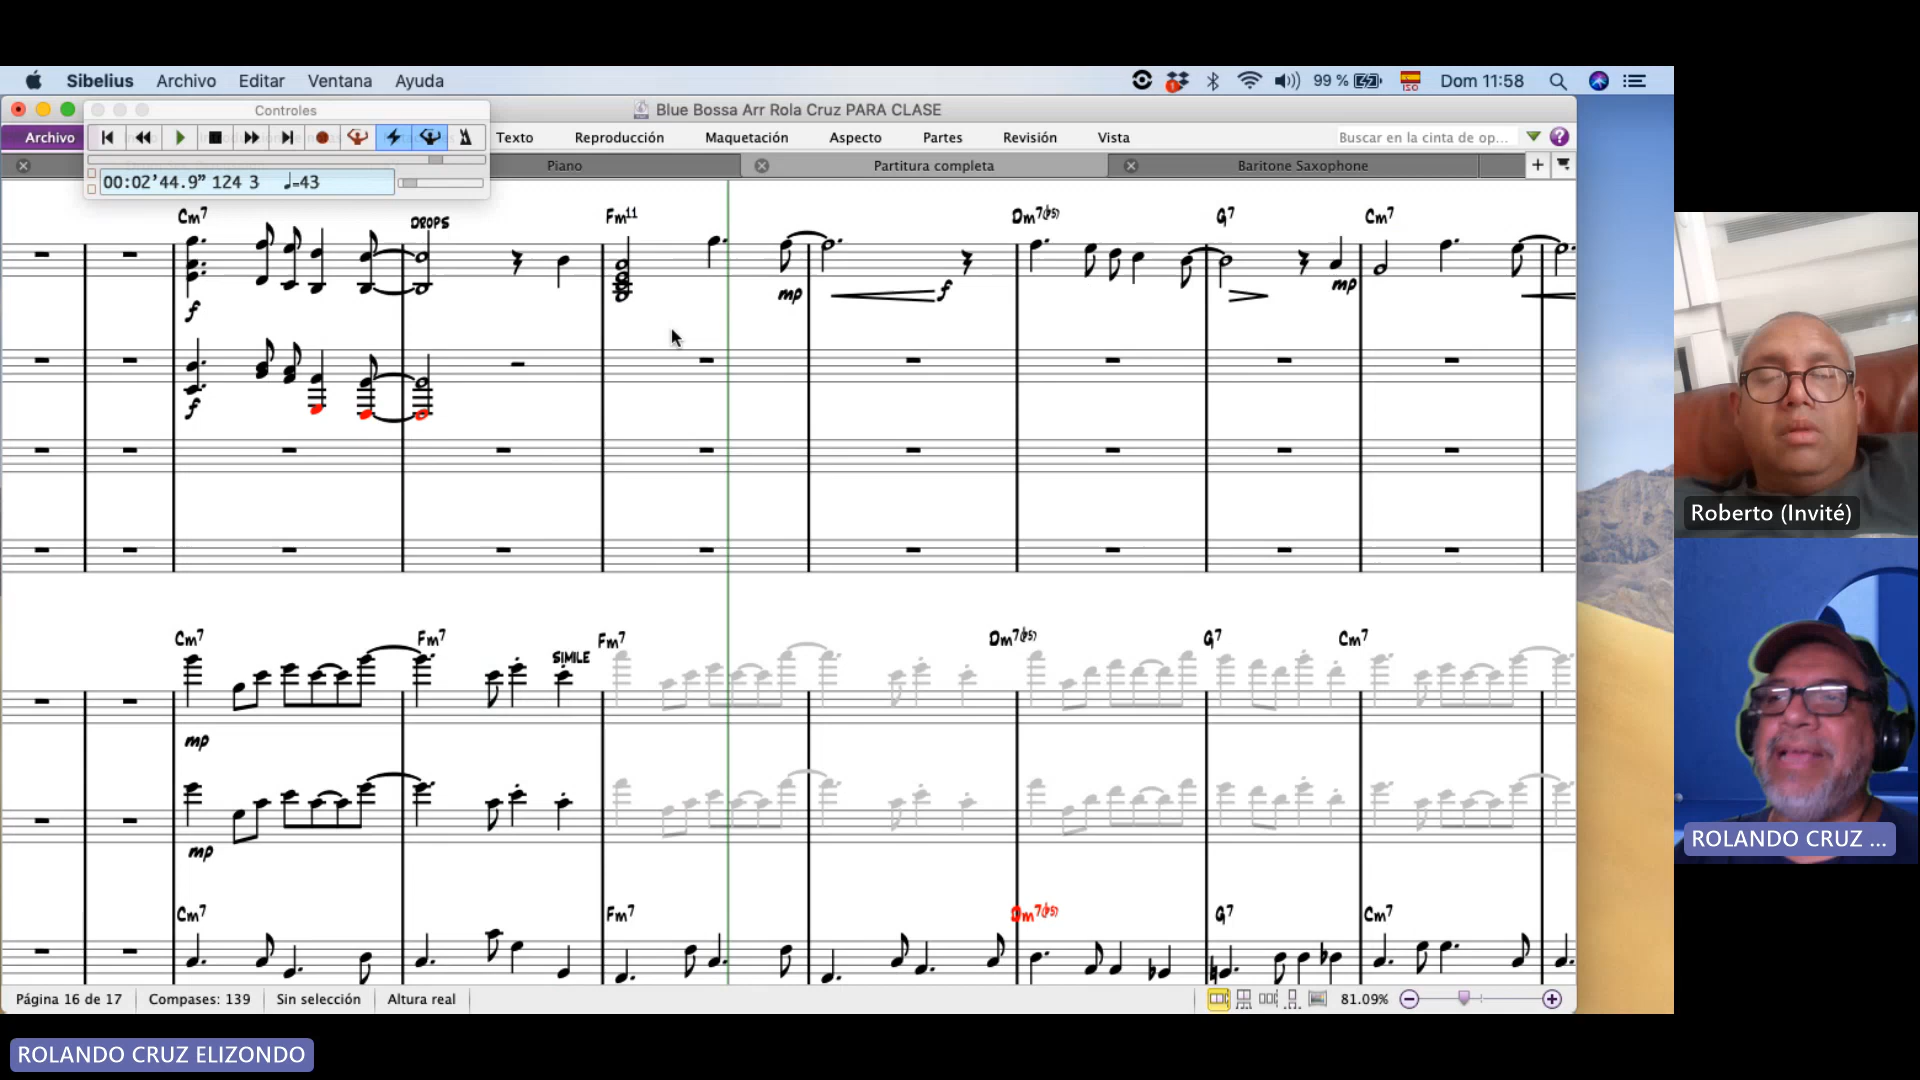 Sibelius Archivo Editar Ventana Ayuda
99 % ISO Dom 11:58
Controles
Blue Bossa Arr Rola Cruz PARA CLASE
Archivo Texto Reproducción Maquetación Aspecto Partes Revisión Vista Buscar en la cinta de op... ?
Piano Partitura completa Baritone Saxophone +
00:02'44.9" 124 3 ♩=43
Cm7 DROPS Fm11 Dm7(b5) G7 Cm7
mp f mp
f
f
Roberto (Invité)
Cm7 Fm7 SIMILE Fm7 Dm7(b5) G7 Cm7
mp
mp
ROLANDO CRUZ ...
Cm7 Fm7 Dm7(b5) G7 Cm7
Página 16 de 17 Compases: 139 Sin selección Altura real 81.09%
ROLANDO CRUZ ELIZONDO